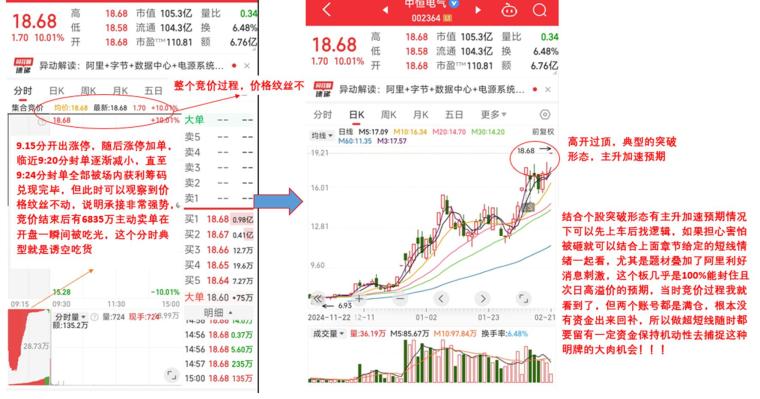 18.68
1.70 10.01%
高 18.68 市值 105.3亿 量比 0.34
低 18.58 流通 104.3亿 换 6.48%
开 18.68 市盈TTM 110.81 额 6.76亿
异动解读：阿里+字节+数据中心+电源系统...
分时 日K 周K 月K 五日
集合竞价 均价:18.68 最新:18.68 1.70 +10.01%
18.68 +10.01%
9.15分开出涨停，随后涨停加单，
临近9:20分封单逐渐减小，直至
9:24分封单全部被场内获利筹码
兑现完毕，但此时可以观察到价
格纹丝不动，说明承接非常强势，
竞价结束后有6835万主动卖单在
开盘一瞬间被吃光，这个分时典
型就是诱空吃货
15.28 -10.01%
09:15 09:30 11:30 15:00
分时量 量:724 现手:724
额:135.2万
28.73万
大单 -- --
卖5 -- --
卖4 -- --
卖3 -- --
卖2 -- --
卖1 -- --
买1 18.68 0.98亿
买2 18.67 0.41亿
买3 18.66 12.7万
买4 18.65 19.6万
买5 18.64 7.27万
大单 18.60 +75万
明细
14:56 18.68 14.0万
14:56 18.68 0.37万
14:57 18.68 5.60万
14:57 18.68 235万
15:00 18.68 135万
整个竞价过程，价格纹丝不
中恒电气
002364
18.68
1.70 10.01%
高 18.68 市值 105.3亿 量比 0.34
低 18.58 流通 104.3亿 换 6.48%
开 18.68 市盈TTM 110.81 额 6.76亿
异动解读：阿里+字节+数据中心+电源系统...
分时 日K 周K 月K 五日 更多
均线 日线 M5:17.09 M10:16.34 M20:14.70 M30:14.20 前复权
M60:11.35 M3:17.57
18.68
19.21
16.01
12.81
9.60
6.93
2024-11-22 12-11 01-02 01-23 02-21
成交量 量:36.19万 M5:85.67万 M10:97.84万 换手率:6.48%
高开过顶，典型的突破
形态，主升加速预期
结合个股突破形态有主升加速预期情况
下可以先上车后找逻辑，如果担心害怕
被砸就可以结合上面章节给定的短线情
绪一起看，尤其是题材叠加了阿里利好
消息刺激，这个板几乎是100%能封住且
次日高溢价的预期，当时竞价过程我就
看到了，但两个账号都是满仓，根本没
有资金出来回补，所以做超短线随时都
要留有一定资金保持机动性去捕捉这种
明牌的大肉机会！！！